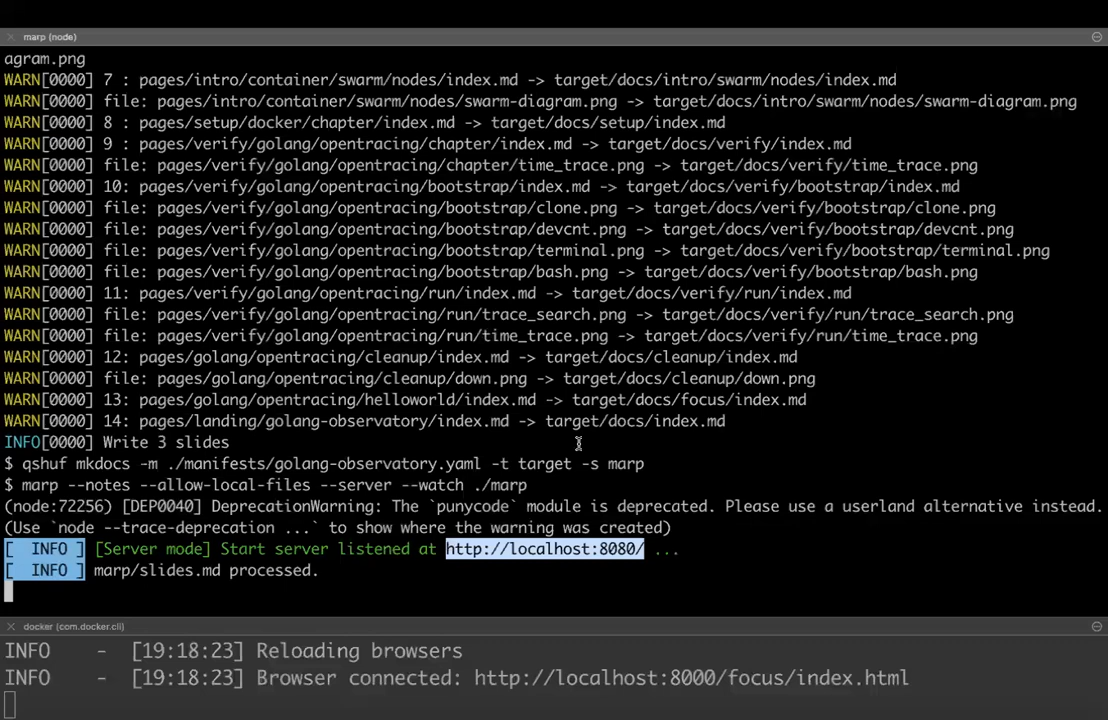 marp (node)
agram.png
WARN[0000] 7 : pages/intro/container/swarm/nodes/index.md -> target/docs/intro/swarm/nodes/index.md
WARN[0000] file: pages/intro/container/swarm/nodes/swarm-diagram.png -> target/docs/intro/swarm/nodes/swarm-diagram.png
WARN[0000] 8 : pages/setup/docker/chapter/index.md -> target/docs/setup/index.md
WARN[0000] 9 : pages/verify/golang/opentracing/chapter/index.md -> target/docs/verify/index.md
WARN[0000] file: pages/verify/golang/opentracing/chapter/time_trace.png -> target/docs/verify/time_trace.png
WARN[0000] 10: pages/verify/golang/opentracing/bootstrap/index.md -> target/docs/verify/bootstrap/index.md
WARN[0000] file: pages/verify/golang/opentracing/bootstrap/clone.png -> target/docs/verify/bootstrap/clone.png
WARN[0000] file: pages/verify/golang/opentracing/bootstrap/devcnt.png -> target/docs/verify/bootstrap/devcnt.png
WARN[0000] file: pages/verify/golang/opentracing/bootstrap/terminal.png -> target/docs/verify/bootstrap/terminal.png
WARN[0000] file: pages/verify/golang/opentracing/bootstrap/bash.png -> target/docs/verify/bootstrap/bash.png
WARN[0000] 11: pages/verify/golang/opentracing/run/index.md -> target/docs/verify/run/index.md
WARN[0000] file: pages/verify/golang/opentracing/run/trace_search.png -> target/docs/verify/run/trace_search.png
WARN[0000] file: pages/verify/golang/opentracing/run/time_trace.png -> target/docs/verify/run/time_trace.png
WARN[0000] 12: pages/golang/opentracing/cleanup/index.md -> target/docs/cleanup/index.md
WARN[0000] file: pages/golang/opentracing/cleanup/down.png -> target/docs/cleanup/down.png
WARN[0000] 13: pages/golang/opentracing/helloworld/index.md -> target/docs/focus/index.md
WARN[0000] 14: pages/landing/golang-observatory/index.md -> target/docs/index.md
INFO[0000] Write 3 slides
$ qshuf mkdocs -m ./manifests/golang-observatory.yaml -t target -s marp
$ marp --notes --allow-local-files --server --watch ./marp
(node:72256) [DEP0040] DeprecationWarning: The `punycode` module is deprecated. Please use a userland alternative instead.
(Use `node --trace-deprecation ...` to show where the warning was created)
[  INFO ] [Server mode] Start server listened at http://localhost:8080/ ...
[  INFO ] marp/slides.md processed.
docker (com.docker.cli)
INFO    -  [19:18:23] Reloading browsers
INFO    -  [19:18:23] Browser connected: http://localhost:8000/focus/index.html